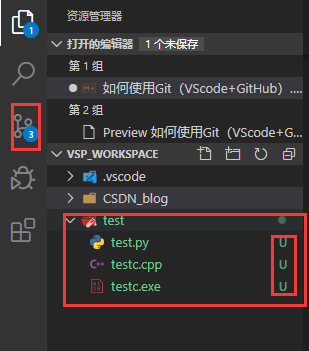 资源管理器
1
打开的编辑器 1 个未保存
第 1 组
如何使用Git（VScode+GitHub）....
第 2 组
3
Preview 如何使用Git（VScode+G...
VSP_WORKSPACE
.vscode
CSDN_blog
test
test.py U
testc.cpp U
testc.exe U